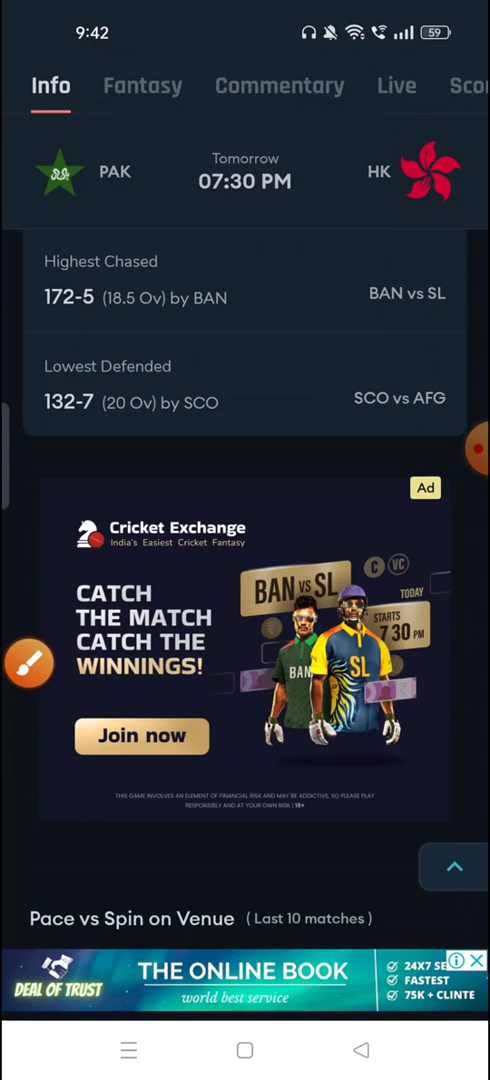 9:42
59
Info Fantasy Commentary Live Scor
PAK
Tomorrow
07:30 PM
HK
Highest Chased
172-5 (18.5 Ov) by BAN
BAN vs SL
Lowest Defended
132-7 (20 Ov) by SCO
SCO vs AFG
Ad
Cricket Exchange
India's Easiest Cricket Fantasy
CATCH
THE MATCH
CATCH THE
WINNINGS!
BAN VS SL
C VC
TODAY
STARTS
7 30 PM
BAN
SL
Join now
THIS GAME INVOLVES AN ELEMENT OF FINANCIAL RISK AND MAY BE ADDICTIVE, SO PLEASE PLAY
RESPONSIBLY AND AT YOUR OWN RISK | 18+
Pace vs Spin on Venue ( Last 10 matches )
DEAL OF TRUST
THE ONLINE BOOK
world best service
24X7 SE
FASTEST
75K + CLINTE